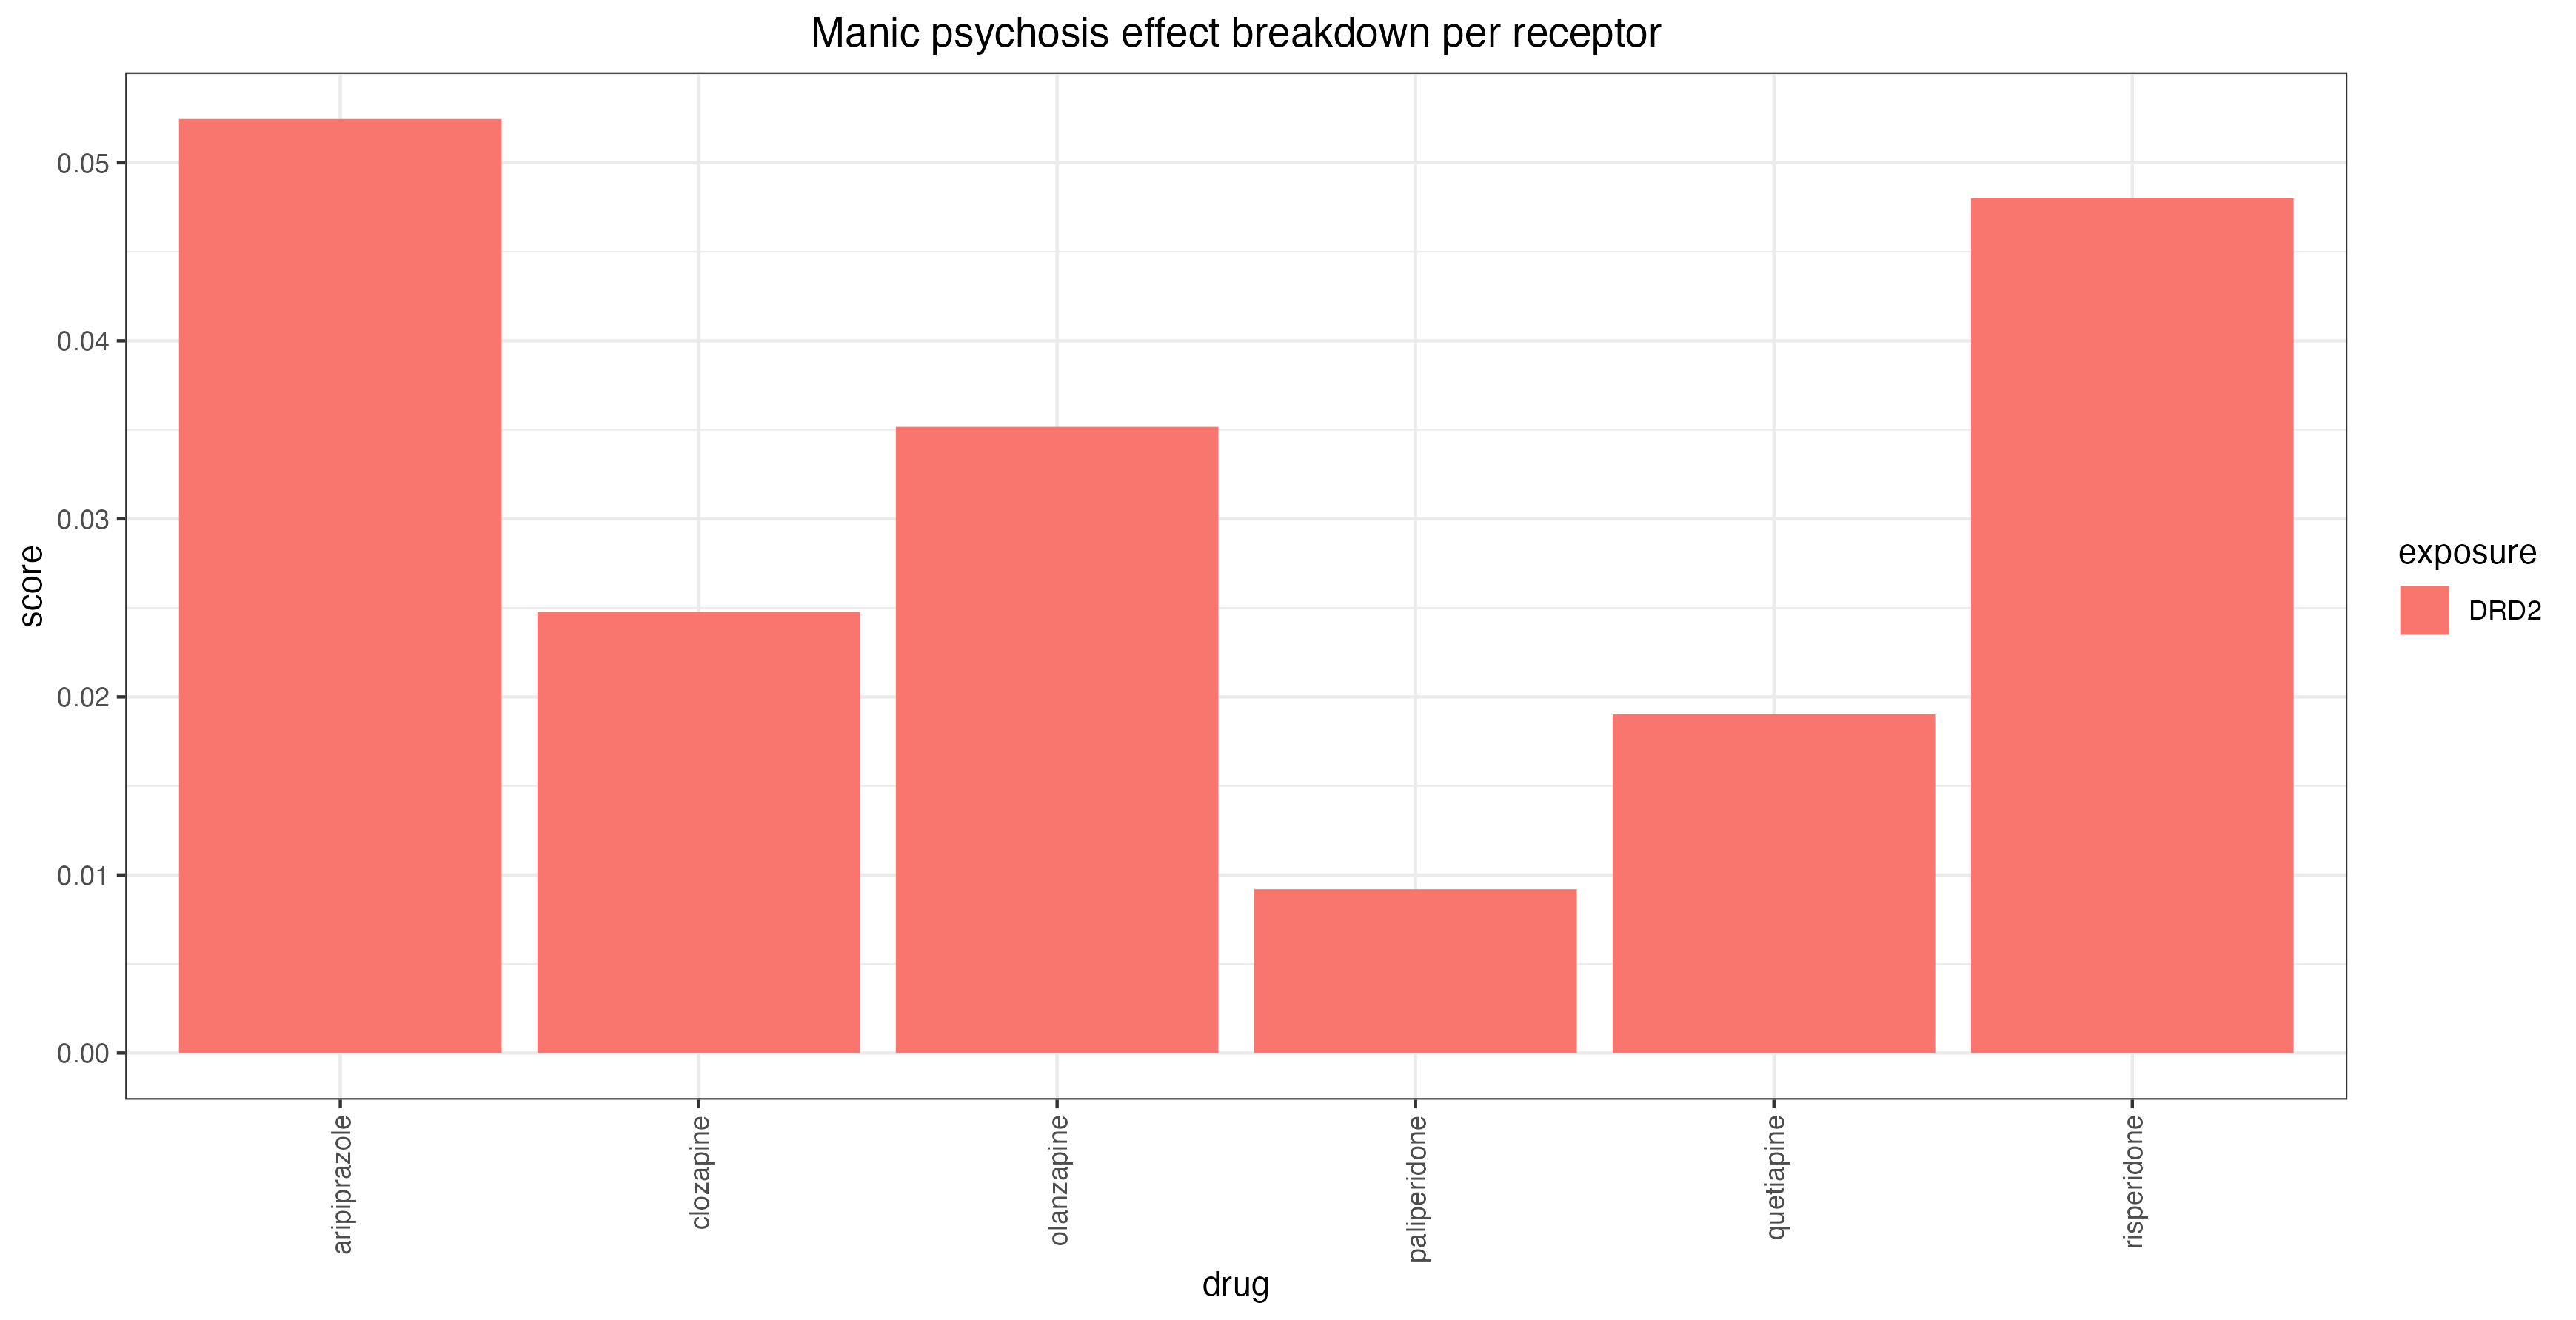 Manic psychosis effect breakdown per receptor
score
0.05
0.04
0.03
0.02
0.01
0.00
aripiprazole
clozapine
olanzapine
paliperidone
quetiapine
risperidone
drug
exposure
DRD2